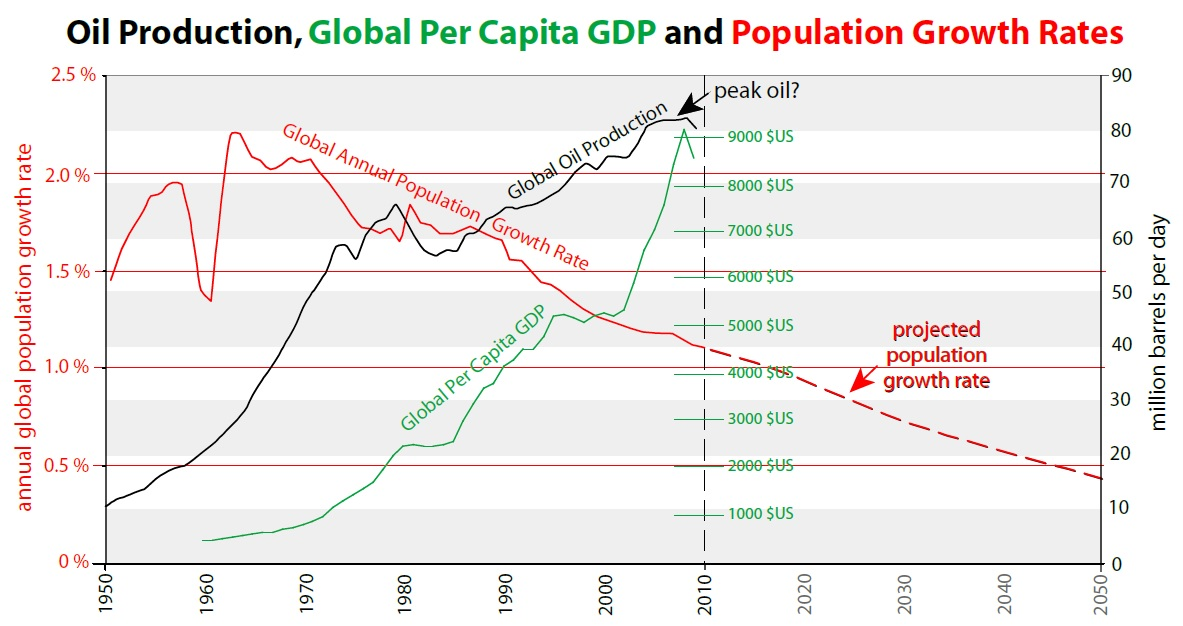 Oil Production, Global Per Capita GDP and Population Growth Rates
2.5 %
2.0 %
1.5 %
1.0 %
0.5 %
0 %
annual global population growth rate
Global Annual Population Growth Rate
Global Oil Production
peak oil?
Global Per Capita GDP
9000 $US
8000 $US
7000 $US
6000 $US
5000 $US
4000 $US
3000 $US
2000 $US
1000 $US
projected
population
growth rate
90
80
70
60
50
40
30
20
10
0
million barrels per day
1950
1960
1970
1980
1990
2000
2010
2020
2030
2040
2050